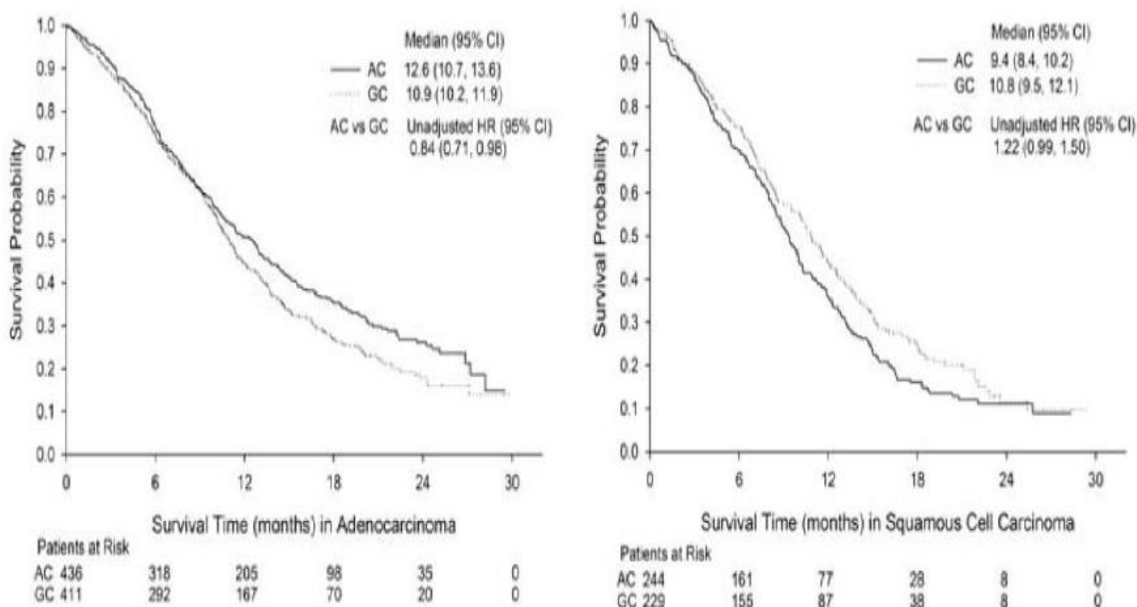 Median (95% CI)
AC 12.6 (10.7, 13.6)
GC 10.9 (10.2, 11.9)
AC vs GC Unadjusted HR (95% CI)
0.84 (0.71, 0.98)
Survival Probability
1.0
0.9
0.8
0.7
0.6
0.5
0.4
0.3
0.2
0.1
0.0
0 6 12 18 24 30
Survival Time (months) in Adenocarcinoma
Patients at Risk
AC 436 318 205 98 35 0
GC 411 292 167 70 20 0
Median (95% CI)
AC 9.4 (8.4, 10.2)
GC 10.8 (9.5, 12.1)
AC vs GC Unadjusted HR (95% CI)
1.22 (0.99, 1.50)
Survival Probability
1.0
0.9
0.8
0.7
0.6
0.5
0.4
0.3
0.2
0.1
0.0
0 6 12 18 24 30
Survival Time (months) in Squamous Cell Carcinoma
Patients at Risk
AC 244 161 77 28 8 0
GC 229 155 87 38 8 0